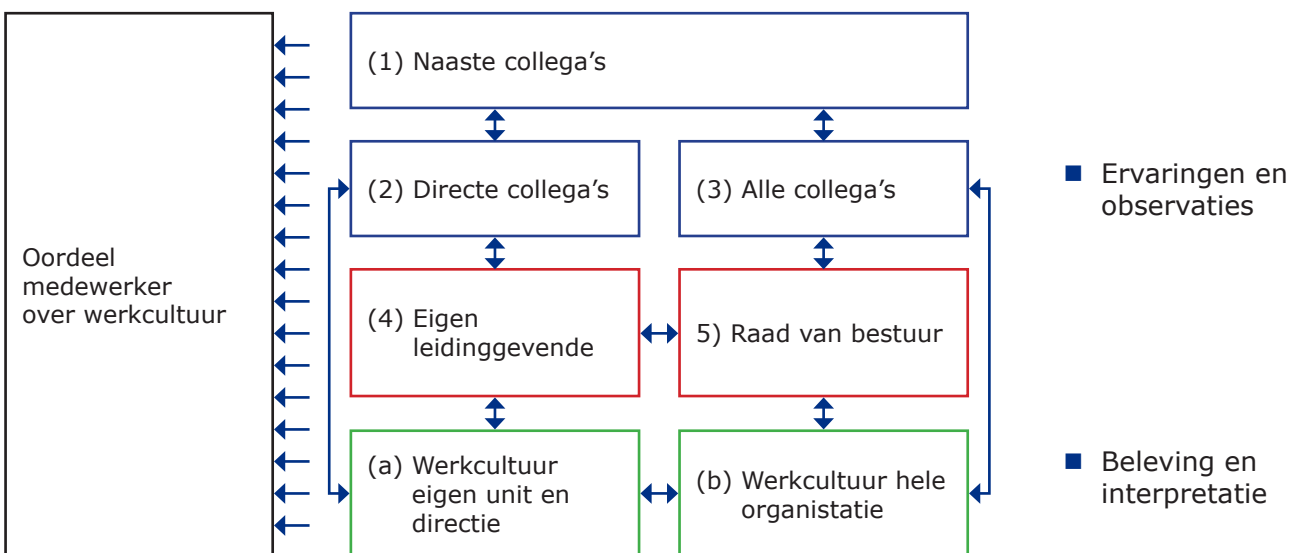 (1) Naaste collega’s
(2) Directe collega’s
(3) Alle collega’s
Ervaringen en
observaties
Oordeel
medewerker
over werkcultuur
(4) Eigen
leidinggevende
5) Raad van bestuur
(a) Werkcultuur
eigen unit en
directie
(b) Werkcultuur hele
organistatie
Beleving en
interpretatie